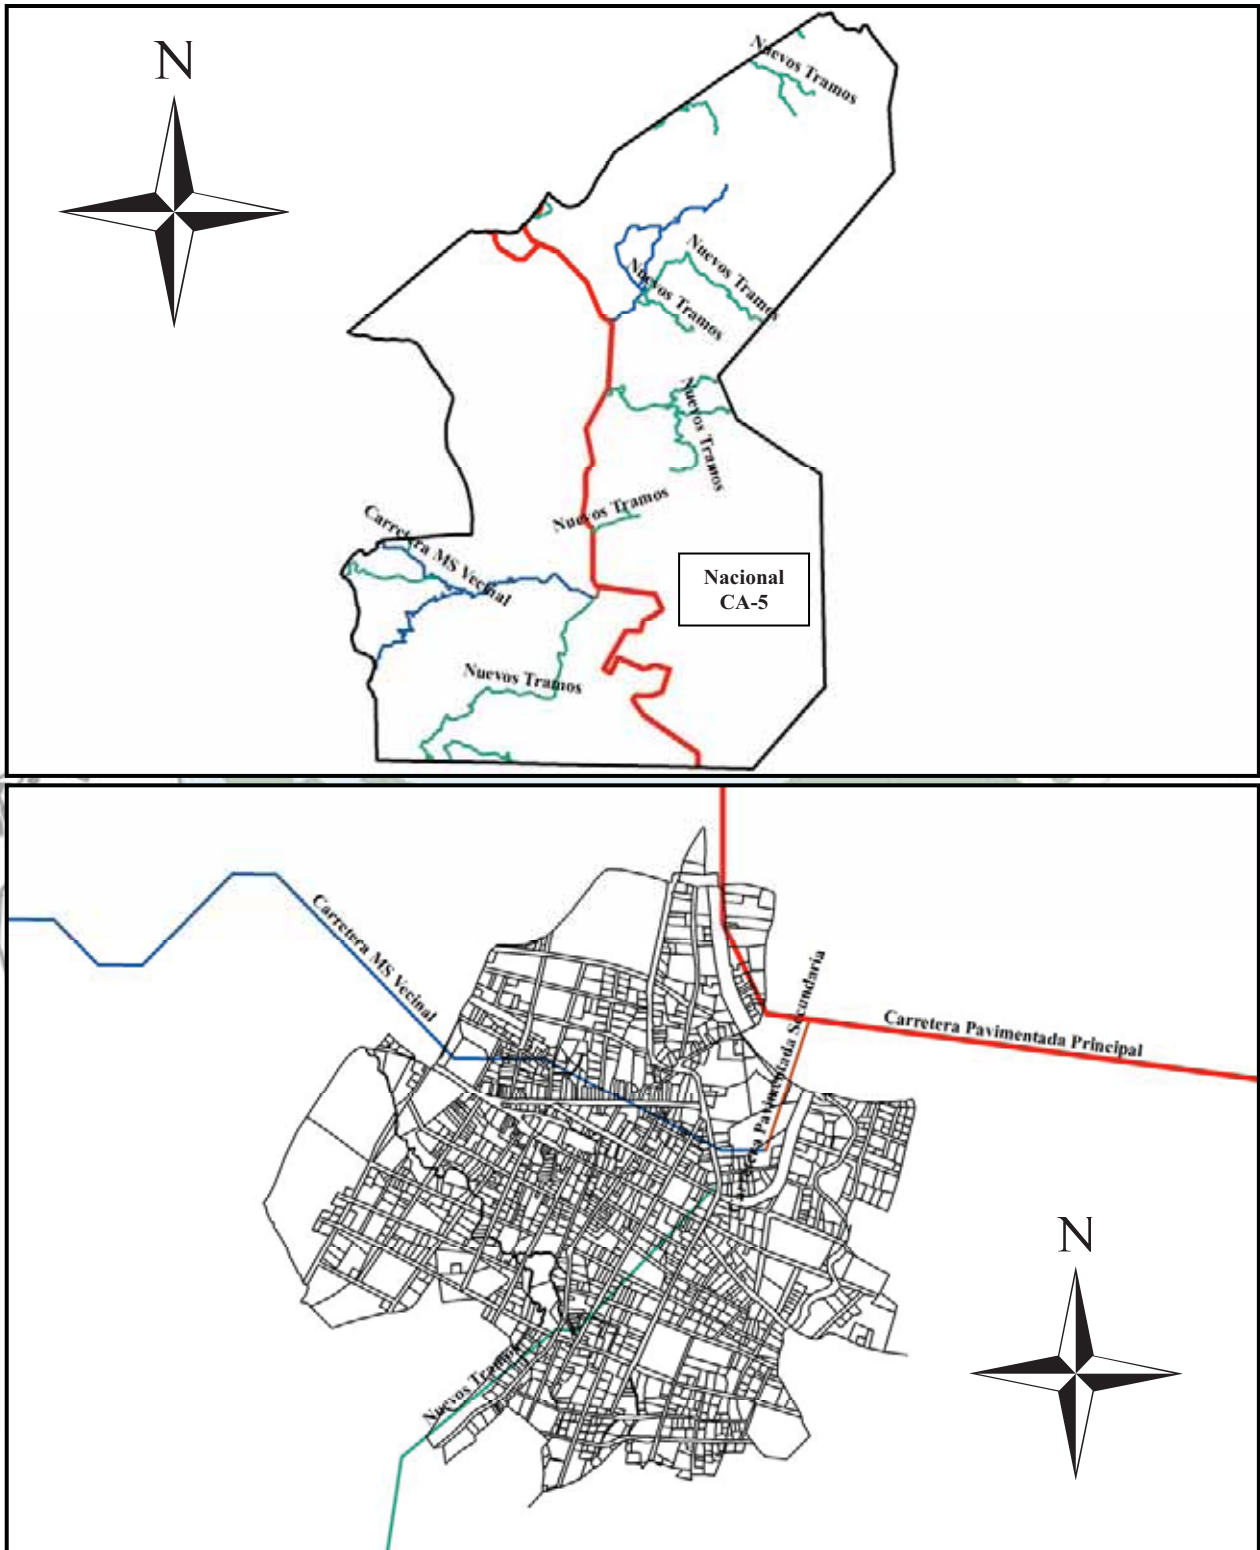 N
Nuevos Tramos
Nuevos Tramos
Nuevos Tramos
Nuevos Tramos
Nuevos Tramos
Carretera MS Vecinal
Nacional
CA-5
Nuevos Tramos
Carretera MS Vecinal
Carretera Pavimentada Secundaria
Carretera Pavimentada Principal
N
Nuevos Tramos